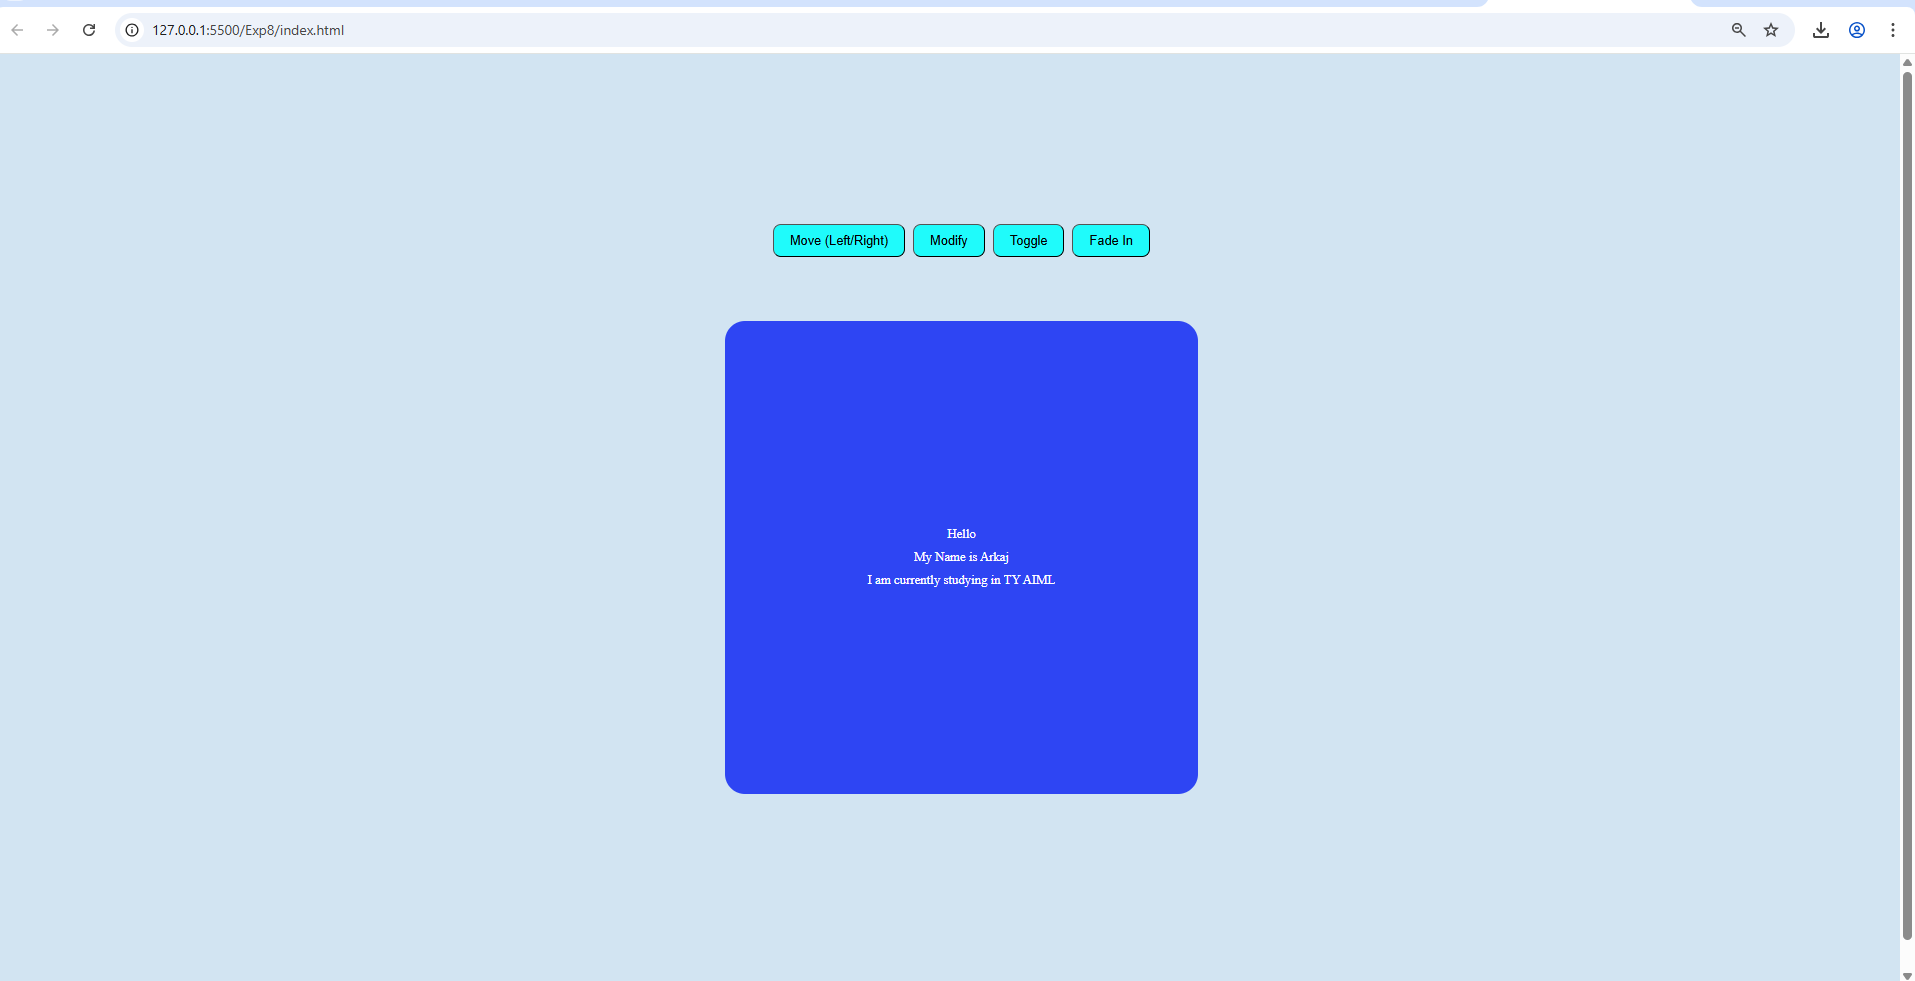 127.0.0.1:5500/Exp8/index.html
Move (Left/Right) Modify Toggle Fade In
Hello
My Name is Arkaj
I am currently studying in TY AIML